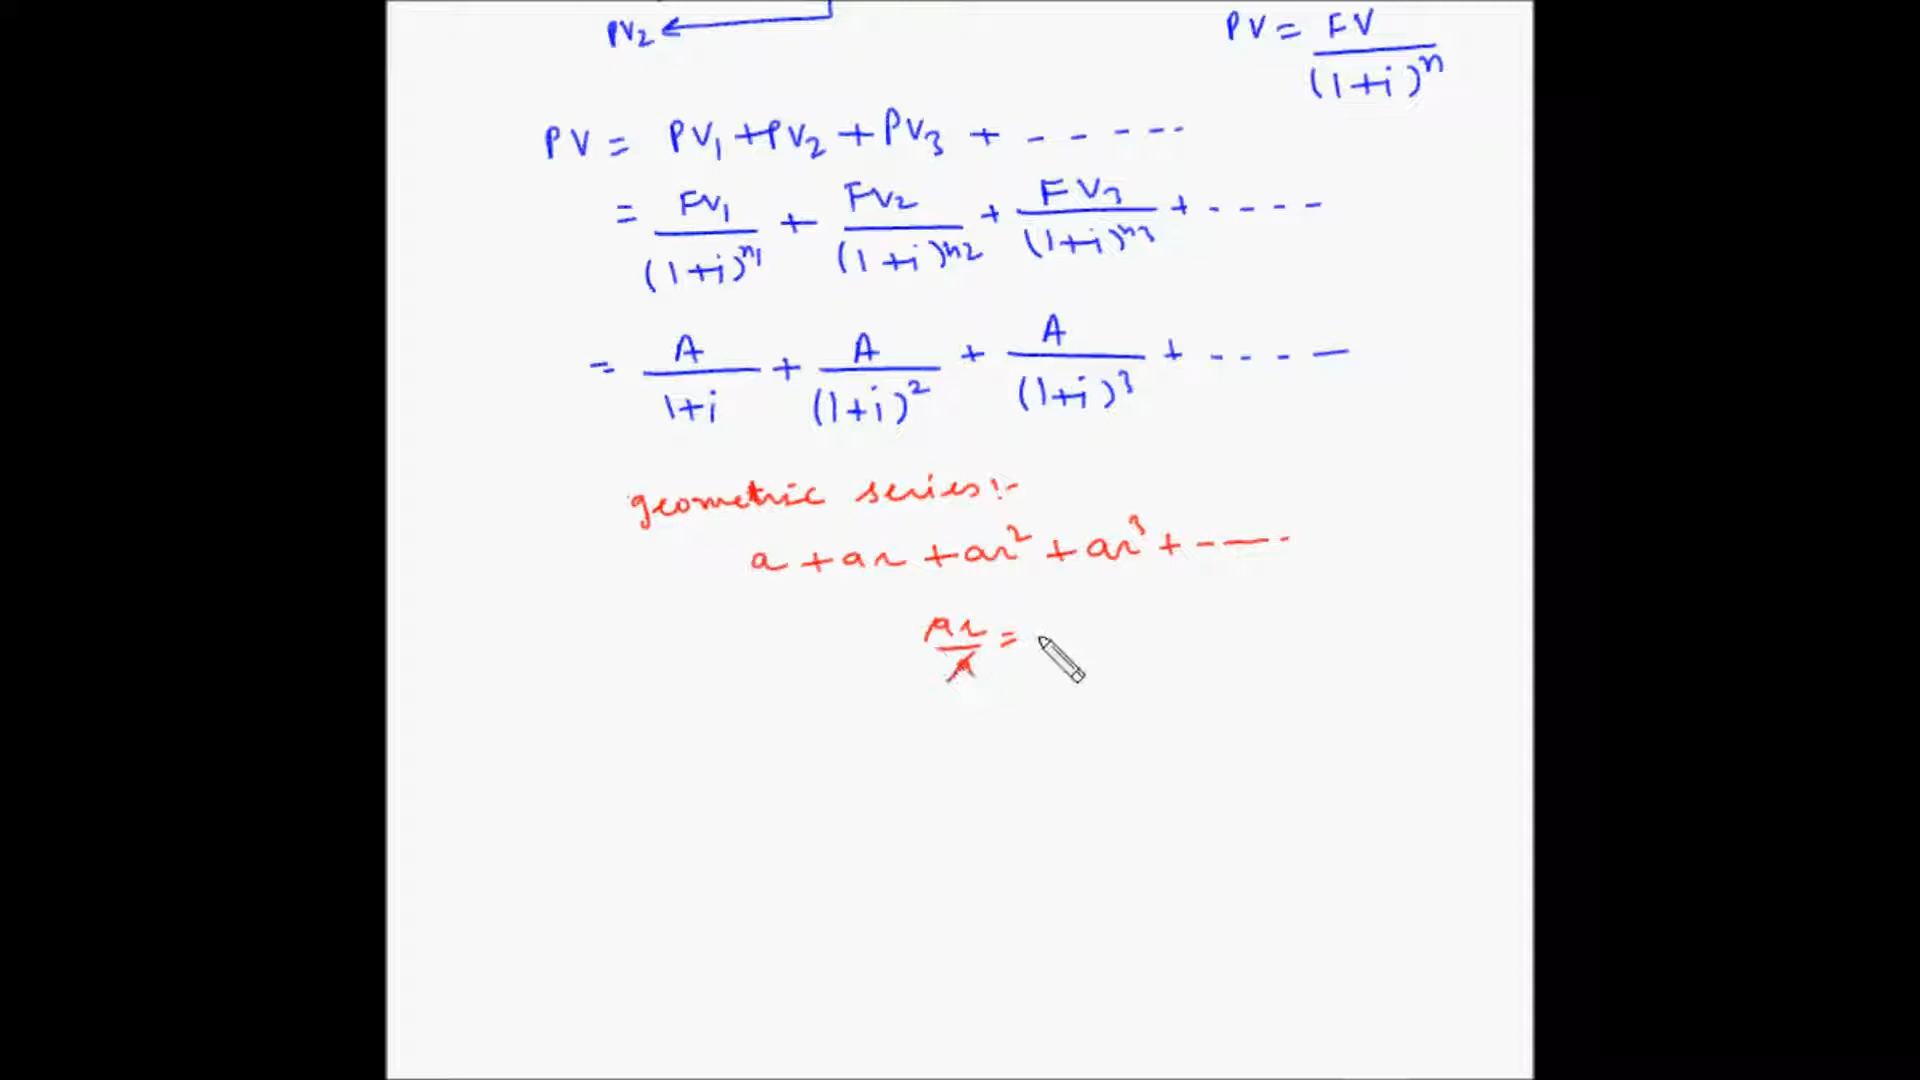 PV2
PV = FV / (1+i)^n
PV = PV1 + PV2 + PV3 + - - - - -
= FV1 / (1+i)^n1 + FV2 / (1+i)^n2 + FV3 / (1+i)^n3 + - - - -
= A / 1+i + A / (1+i)^2 + A / (1+i)^3 + - - - -
geometric series:-
a + ar + ar^2 + ar^3 + - - - -
ar / a =